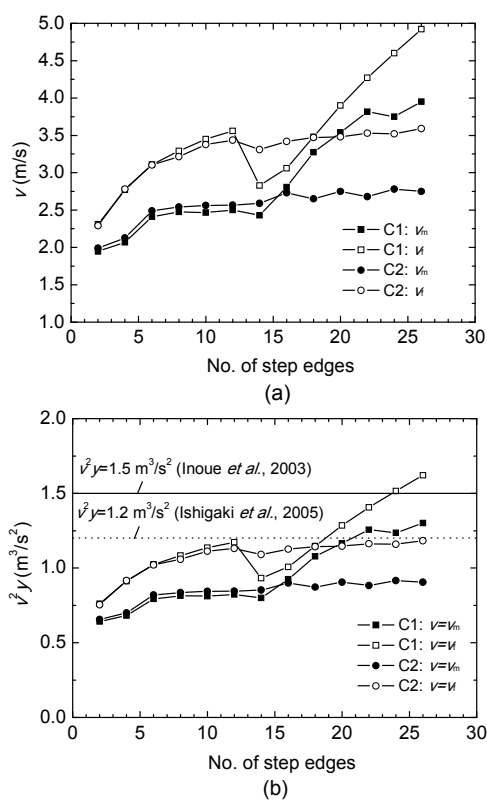 (a)
5.0
4.5
4.0
3.5
3.0
2.5
2.0
1.5
1.0
v (m/s)
C1: vm
C1: vf
C2: vm
C2: vf
0 5 10 15 20 25 30
No. of step edges
(a)
2.0
1.5
1.0
0.5
0.0
v²y (m³/s²)
v²y=1.5 m³/s² (Inoue et al., 2003)
v²y=1.2 m³/s² (Ishigaki et al., 2005)
C1: v=vm
C1: v=vf
C2: v=vm
C2: v=vf
0 5 10 15 20 25 30
No. of step edges
(b)